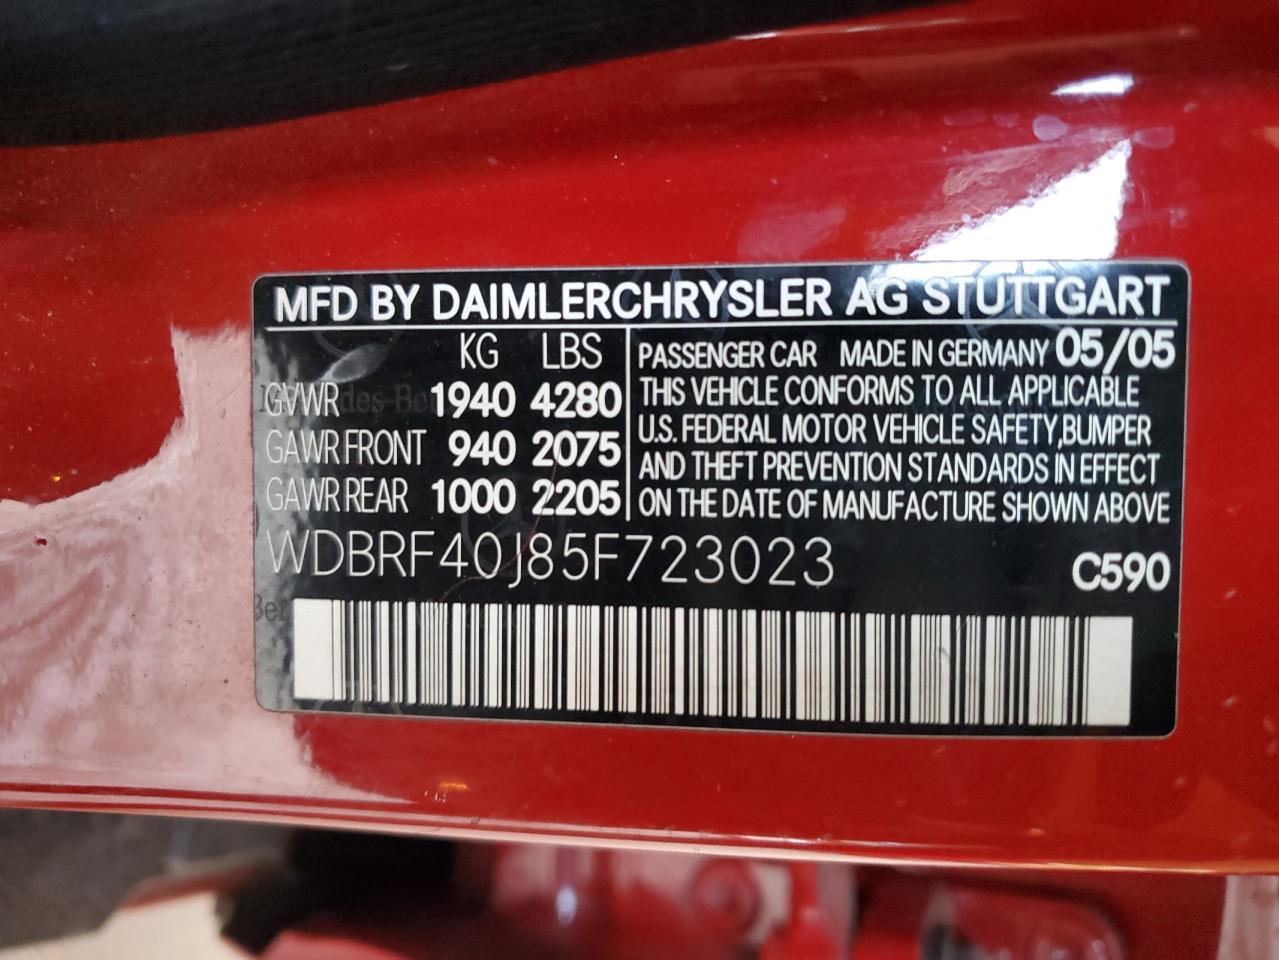 MFD BY DAIMLERCHRYSLER AG STUTTGART
KG LBS
GVWR 1940 4280
GAWR FRONT 940 2075
GAWR REAR 1000 2205
PASSENGER CAR MADE IN GERMANY 05/05
THIS VEHICLE CONFORMS TO ALL APPLICABLE
U.S. FEDERAL MOTOR VEHICLE SAFETY,BUMPER
AND THEFT PREVENTION STANDARDS IN EFFECT
ON THE DATE OF MANUFACTURE SHOWN ABOVE
WDBRF40J85F723023 C590